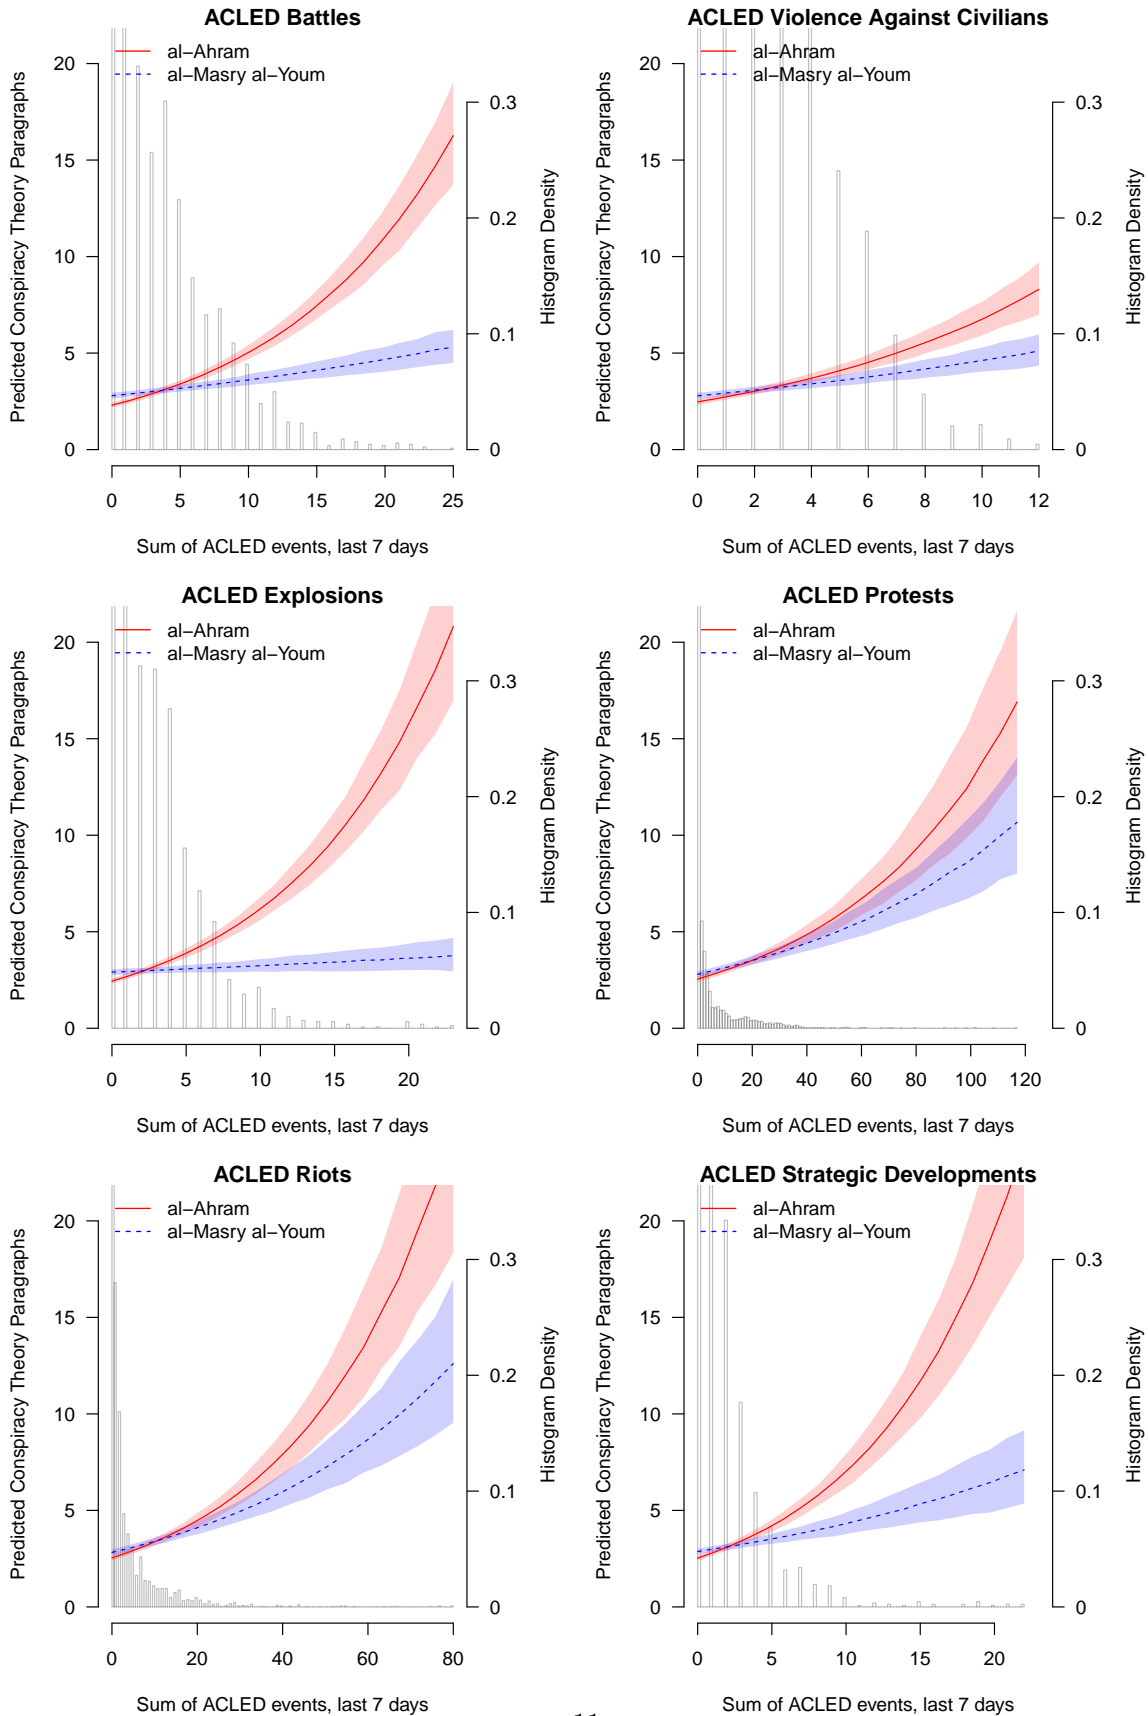 ACLED Battles
al−Ahram
al−Masry al−Youm
Predicted Conspiracy Theory Paragraphs
0
5
10
15
20
Histogram Density
0
0.1
0.2
0.3
0 5 10 15 20 25
Sum of ACLED events, last 7 days
ACLED Violence Against Civilians
al−Ahram
al−Masry al−Youm
Predicted Conspiracy Theory Paragraphs
0
5
10
15
20
Histogram Density
0
0.1
0.2
0.3
0 2 4 6 8 10 12
Sum of ACLED events, last 7 days
ACLED Explosions
al−Ahram
al−Masry al−Youm
Predicted Conspiracy Theory Paragraphs
0
5
10
15
20
Histogram Density
0
0.1
0.2
0.3
0 5 10 15 20
Sum of ACLED events, last 7 days
ACLED Protests
al−Ahram
al−Masry al−Youm
Predicted Conspiracy Theory Paragraphs
0
5
10
15
20
Histogram Density
0
0.1
0.2
0.3
0 20 40 60 80 100 120
Sum of ACLED events, last 7 days
ACLED Riots
al−Ahram
al−Masry al−Youm
Predicted Conspiracy Theory Paragraphs
0
5
10
15
20
Histogram Density
0
0.1
0.2
0.3
0 20 40 60 80
Sum of ACLED events, last 7 days
ACLED Strategic Developments
al−Ahram
al−Masry al−Youm
Predicted Conspiracy Theory Paragraphs
0
5
10
15
20
Histogram Density
0
0.1
0.2
0.3
0 5 10 15 20
Sum of ACLED events, last 7 days